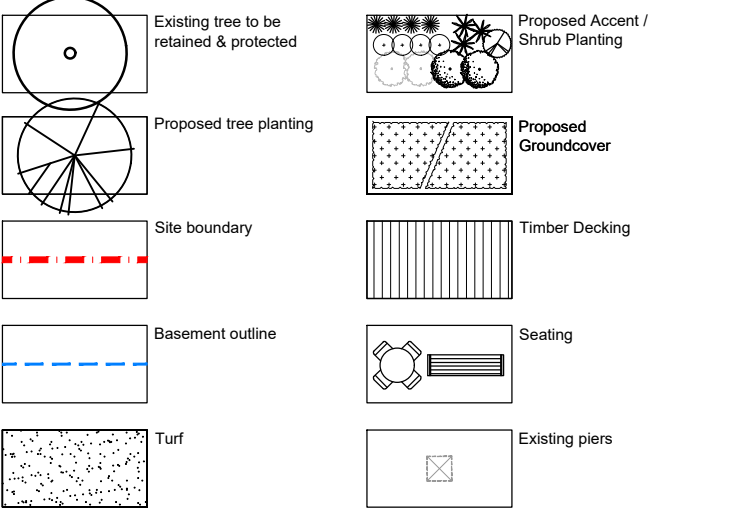 Existing tree to be
retained & protected
Proposed tree planting
Site boundary
Basement outline
Turf
Proposed Accent /
Shrub Planting
Proposed
Groundcover
Timber Decking
Seating
Existing piers